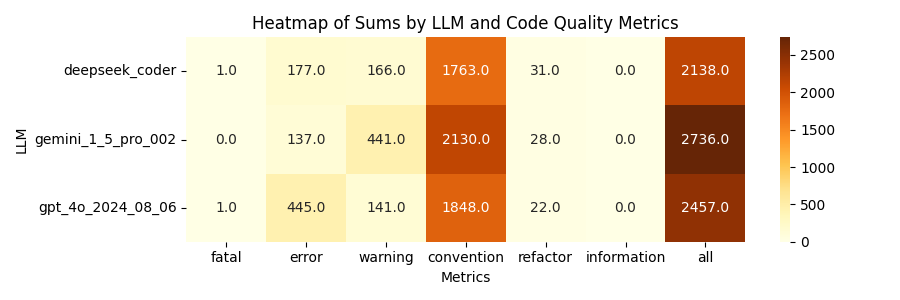 Heatmap of Sums by LLM and Code Quality Metrics
LLM
deepseek_coder 1.0 177.0 166.0 1763.0 31.0 0.0 2138.0
gemini_1_5_pro_002 0.0 137.0 441.0 2130.0 28.0 0.0 2736.0
gpt_4o_2024_08_06 1.0 445.0 141.0 1848.0 22.0 0.0 2457.0
fatal error warning convention refactor information all
Metrics
2500
2000
1500
1000
500
0